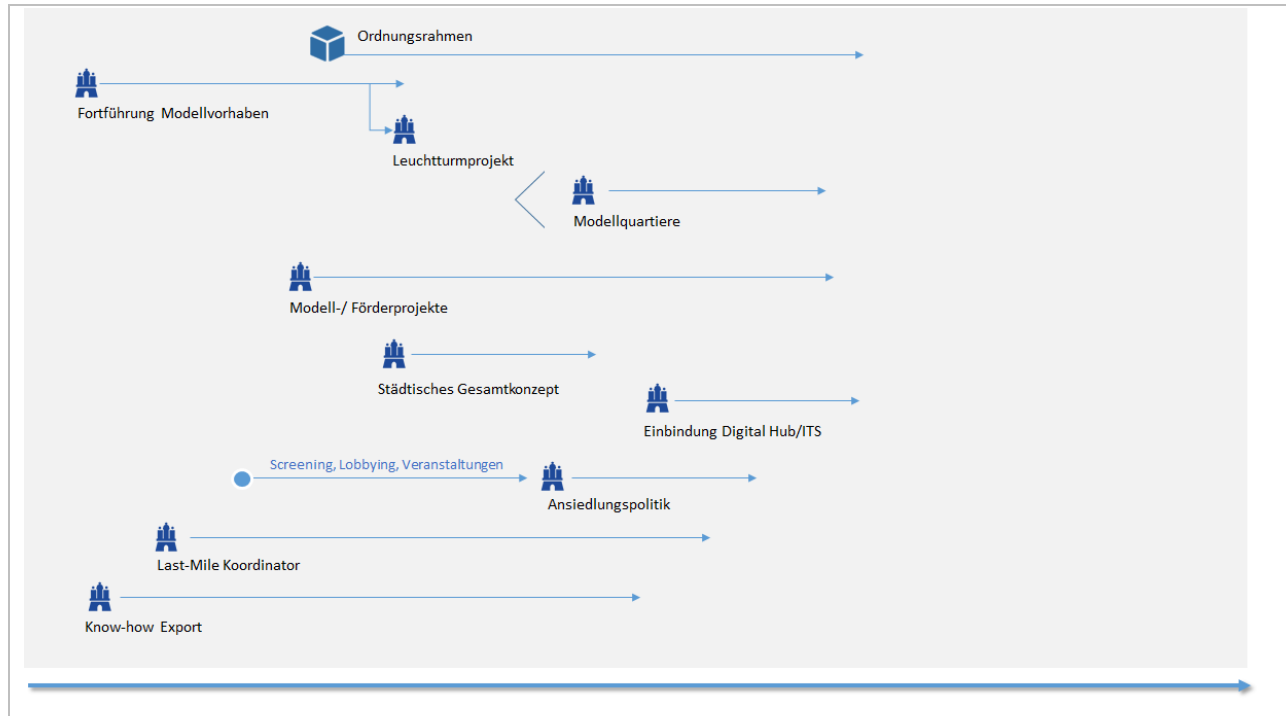 Ordnungsrahmen
Fortführung Modellvorhaben
Leuchtturmprojekt
Modellquartiere
Modell-/ Förderprojekte
Städtisches Gesamtkonzept
Einbindung Digital Hub/ITS
Screening, Lobbying, Veranstaltungen
Ansiedlungspolitik
Last-Mile Koordinator
Know-how Export